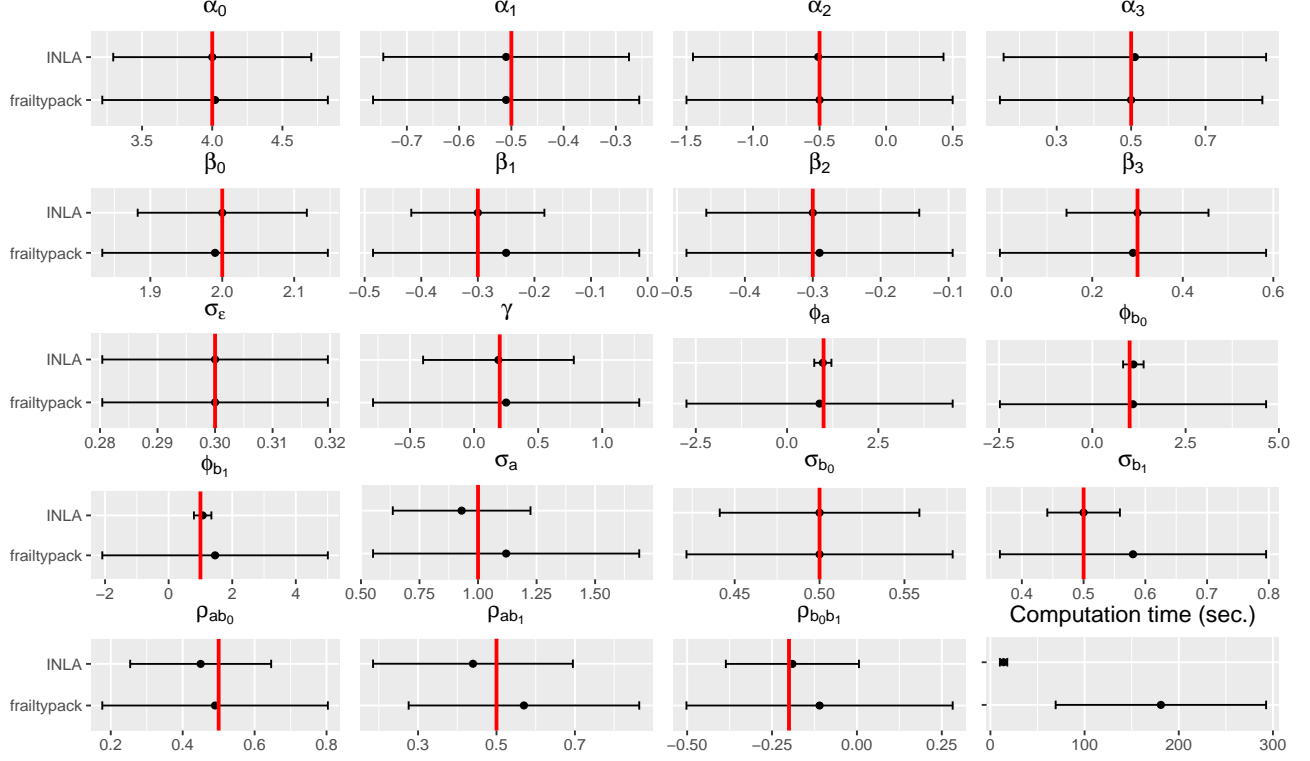 α0 α1 α2 α3
INLA
frailtypack
3.5 4.0 4.5 −0.7 −0.6 −0.5 −0.4 −0.3 −1.5 −1.0 −0.5 0.0 0.5 0.3 0.5 0.7
β0 β1 β2 β3
INLA
frailtypack
1.9 2.0 2.1 −0.5 −0.4 −0.3 −0.2 −0.1 0.0 −0.5 −0.4 −0.3 −0.2 −0.1 0.0 0.2 0.4 0.6
σε γ ϕa ϕb0
INLA
frailtypack
0.28 0.29 0.30 0.31 0.32 −0.5 0.0 0.5 1.0 −2.5 0.0 2.5 −2.5 0.0 2.5 5.0
ϕb1 σa σb0 σb1
INLA
frailtypack
−2 0 2 4 0.50 0.75 1.00 1.25 1.50 0.45 0.50 0.55 0.4 0.5 0.6 0.7 0.8
ρab0 ρab1 ρb0b1 Computation time (sec.)
INLA
frailtypack
0.2 0.4 0.6 0.8 0.3 0.5 0.7 −0.50 −0.25 0.00 0.25 0 100 200 300